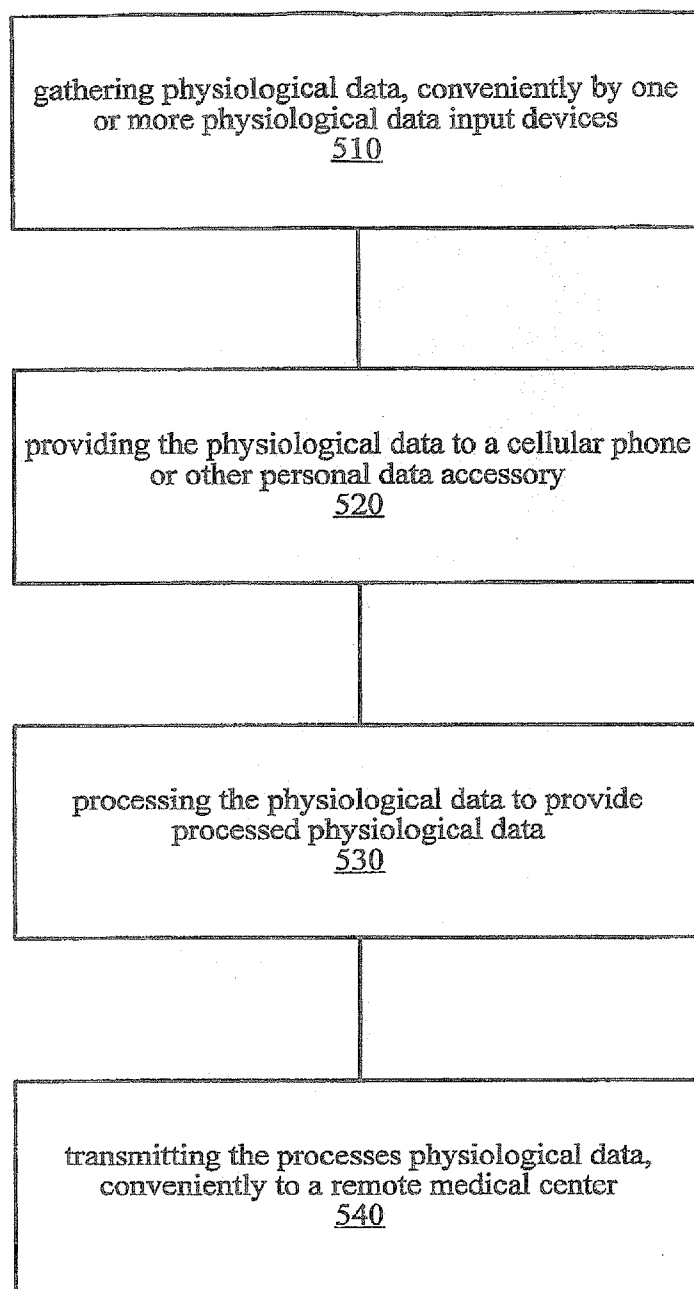 gathering physiological data, conveniently by one
or more physiological data input devices
510
providing the physiological data to a cellular phone
or other personal data accessory
520
processing the physiological data to provide
processed physiological data
530
transmitting the processes physiological data,
conveniently to a remote medical center
540